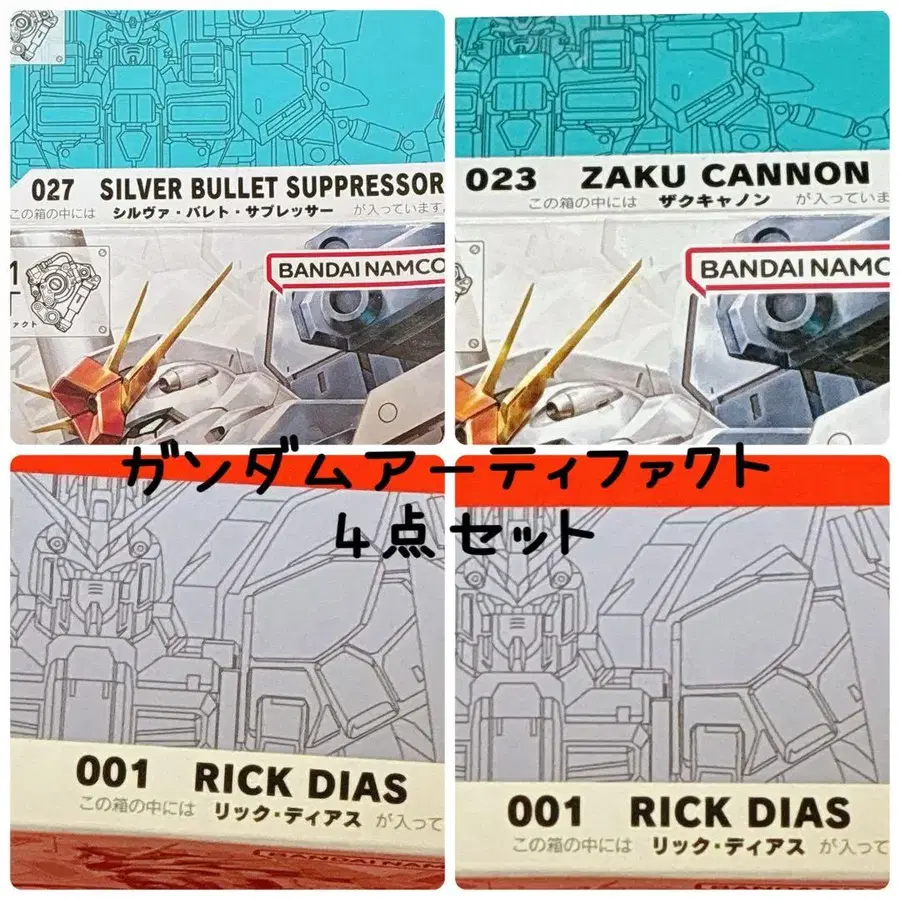 027 SILVER BULLET SUPPRESSOR
この箱の中には シルヴァ・バレト・サプレッサー が入っています
BANDAI NAMCO
ァクト
023 ZAKU CANNON
この箱の中には ザクキャノン が入っていま
BANDAI NAMC
ガンダムアーティファクト
4点セット
001 RICK DIAS
この箱の中には リック・ディアス が入って
BANDAI NAM
001 RICK DIAS
この箱の中には リック・ディアス が入って